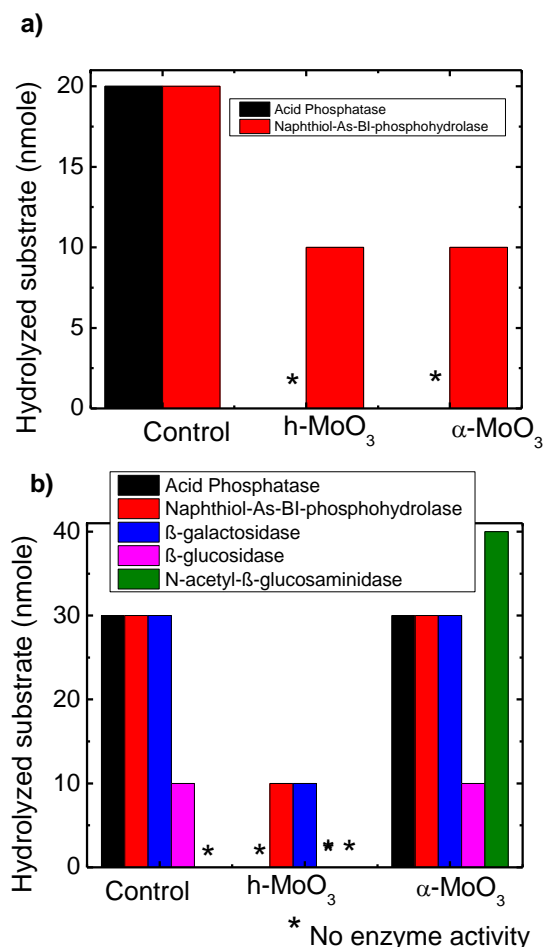 a)
20
15
10
5
0
Hydrolyzed substrate (nmole)
Acid Phosphatase
Naphthiol-As-BI-phosphohydrolase
*
*
Control
h-MoO₃
α-MoO₃
b)
Acid Phosphatase
Naphthiol-As-BI-phosphohydrolase
ß-galactosidase
ß-glucosidase
N-acetyl-ß-glucosaminidase
40
30
20
10
0
Hydrolyzed substrate (nmole)
*
*
* *
*
Control
h-MoO₃
α-MoO₃
* No enzyme activity